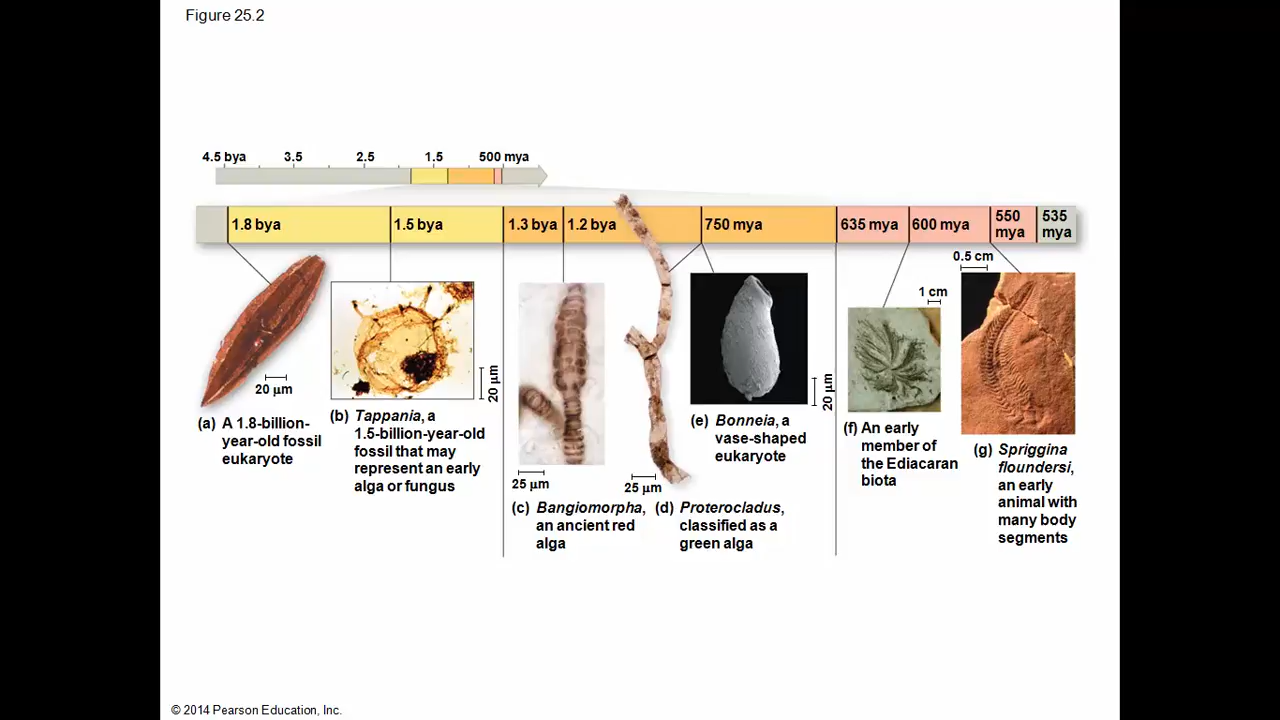 Figure 25.2
4.5 bya 3.5 2.5 1.5 500 mya
1.8 bya 1.5 bya 1.3 bya 1.2 bya 750 mya 635 mya 600 mya 550 mya 535 mya
20 μm
(a) A 1.8-billion-
year-old fossil
eukaryote
20 μm
(b) Tappania, a
1.5-billion-year-old
fossil that may
represent an early
alga or fungus
25 μm
(c) Bangiomorpha,
an ancient red
alga
25 μm
(d) Proterocladus,
classified as a
green alga
20 μm
(e) Bonneia, a
vase-shaped
eukaryote
1 cm
(f) An early
member of
the Ediacaran
biota
0.5 cm
(g) Spriggina
floundersi,
an early
animal with
many body
segments
© 2014 Pearson Education, Inc.